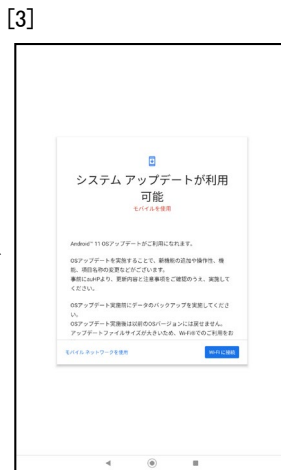 [3]
システム アップデートが利用
可能
モバイルを使用
Android™ 11 OSアップデートがご利用になれます。
OSアップデートを実施することで、新機能の追加や操作性、機
能、項目名称の変更などがございます。
事前にauHPより、更新内容と注意事項をご確認のうえ、実施して
ください。
OSアップデート実施前にデータのバックアップを実施してくださ
い。
OSアップデート実施後は以前のOSバージョンには戻せません。
アップデートファイルサイズが大きいため、Wi-Fi®でのご利用をお
モバイル ネットワークを使用
Wi-Fi に接続